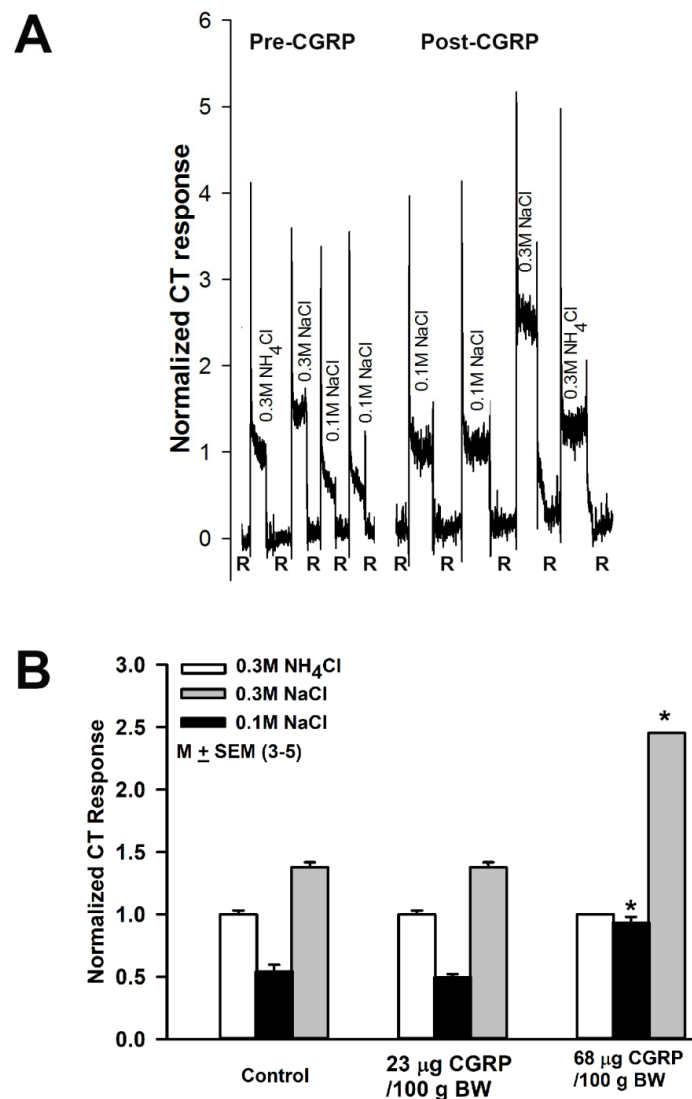 A
Pre-CGRP
Post-CGRP
Normalized CT response
6
5
4
3
2
1
0
0.3M NH4Cl
0.3M NaCl
0.1M NaCl
0.1M NaCl
0.1M NaCl
0.1M NaCl
0.3M NaCl
0.3M NH4Cl
R R R R R R R R R R
B
Normalized CT Response
3.0
2.5
2.0
1.5
1.0
0.5
0.0
0.3M NH4Cl
0.3M NaCl
0.1M NaCl
M ± SEM (3-5)
*
*
Control
23 μg CGRP
/100 g BW
68 μg CGRP
/100 g BW